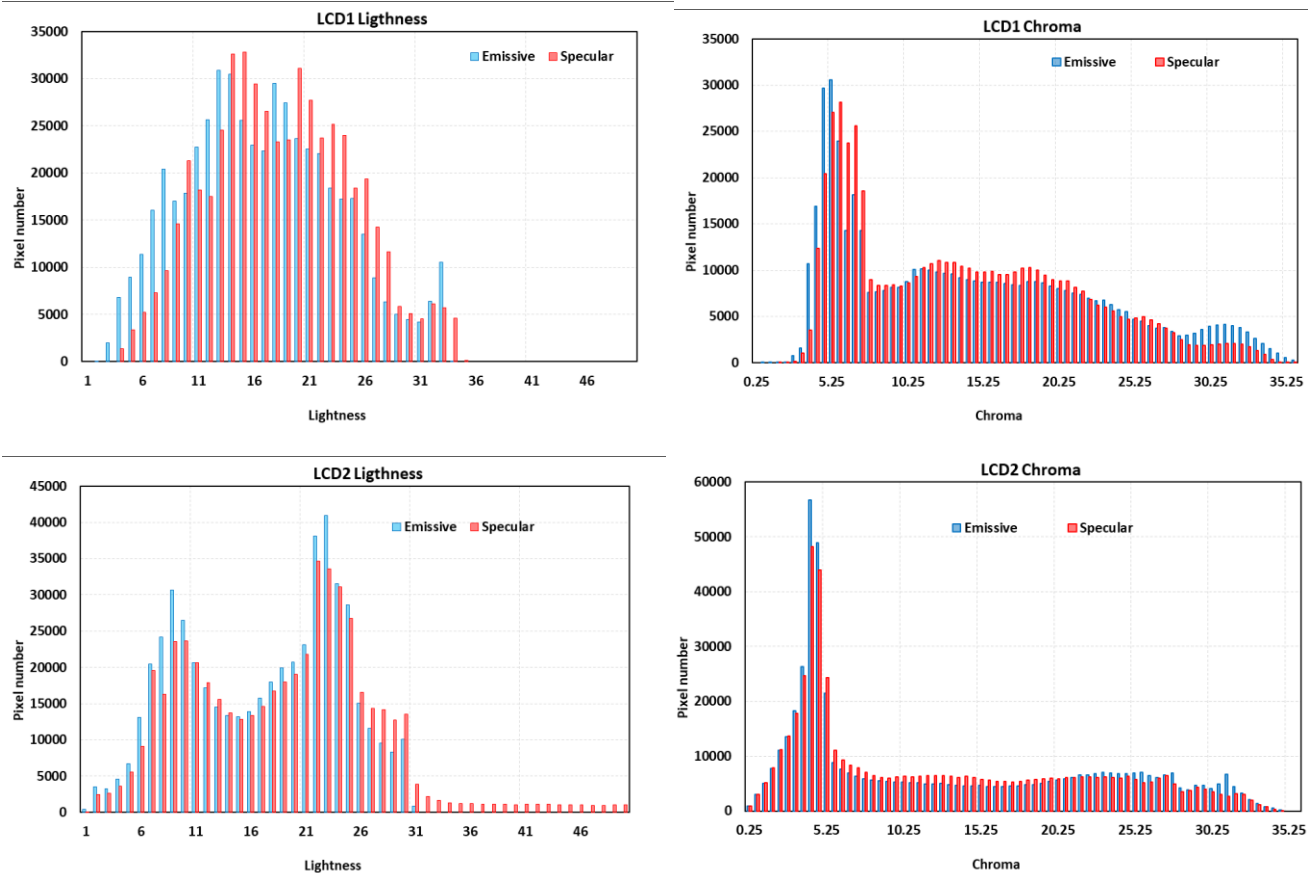 LCD1 Ligthness
35000
30000
25000
20000
15000
10000
5000
0
Pixel number
Emissive Specular
1 6 11 16 21 26 31 36 41 46
Lightness
LCD1 Chroma
35000
30000
25000
20000
15000
10000
5000
0
Pixel number
Emissive Specular
0.25 5.25 10.25 15.25 20.25 25.25 30.25 35.25
Chroma
LCD2 Ligthness
45000
40000
35000
30000
25000
20000
15000
10000
5000
0
Pixel number
Emissive Specular
1 6 11 16 21 26 31 36 41 46
Lightness
LCD2 Chroma
60000
50000
40000
30000
20000
10000
0
Pixel number
Emissive Specular
0.25 5.25 10.25 15.25 20.25 25.25 30.25 35.25
Chroma